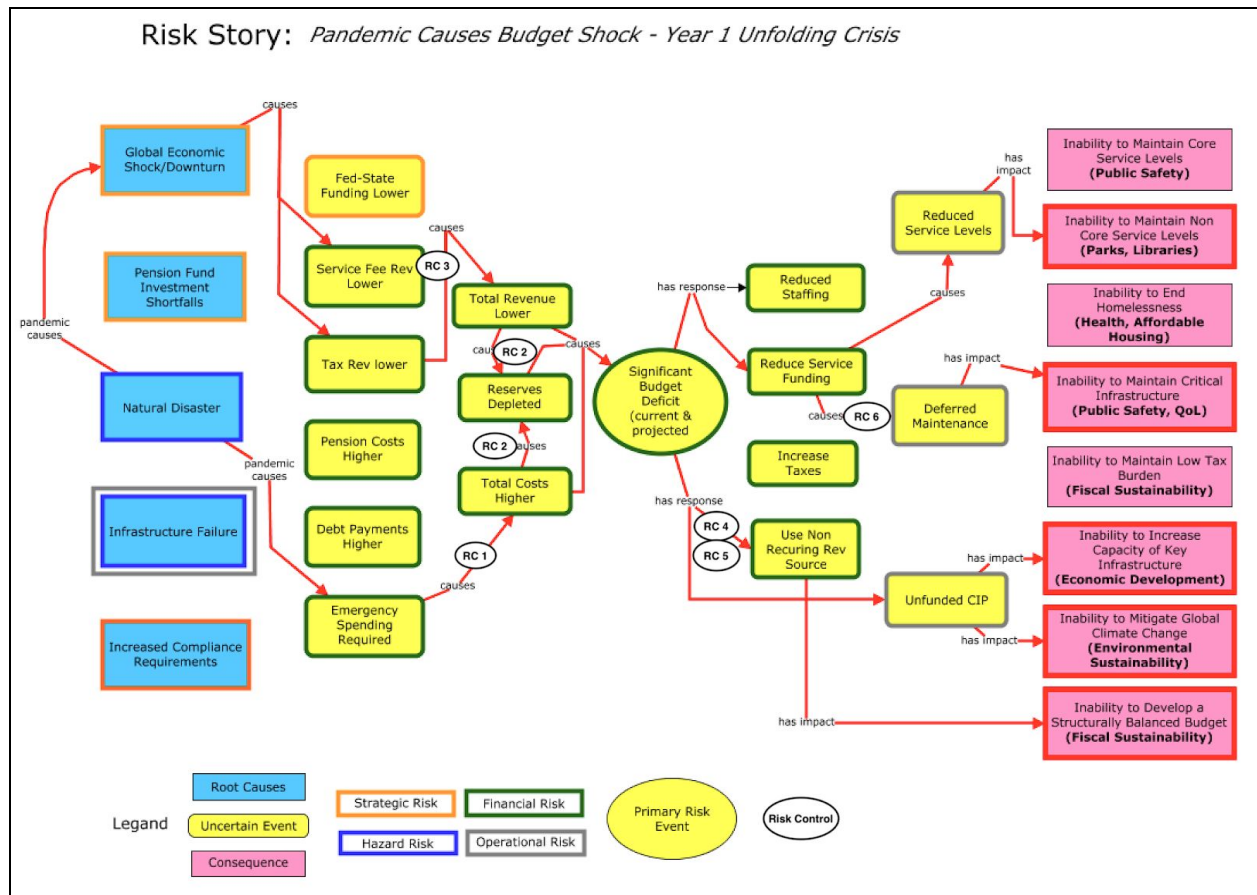 Risk Story: Pandemic Causes Budget Shock - Year 1 Unfolding Crisis
causes
Global Economic
Shock/Downturn
Pension Fund
Investment
Shortfalls
pandemic
causes
Natural Disaster
pandemic
causes
Infrastructure Failure
Increased Compliance
Requirements
Fed-State
Funding Lower
Service Fee Rev
Lower
Tax Rev lower
Pension Costs
Higher
Debt Payments
Higher
Emergency
Spending
Required
causes
RC 3
Total Revenue
Lower
RC 2
causes
Reserves
Depleted
RC 2
Total Costs
Higher
RC 1
causes
Significant
Budget
Deficit
(current &
projected
has response
Reduced
Staffing
Reduce Service
Funding
causes
RC 6
Increase
Taxes
has response
RC 4
RC 5
Use Non
Recuring Rev
Source
Reduced
Service Levels
causes
Deferred
Maintenance
Unfunded CIP
has
impact
has impact
has impact
has impact
has impact
Inability to Maintain Core
Service Levels
(Public Safety)
Inability to Maintain Non
Core Service Levels
(Parks, Libraries)
Inability to End
Homelessness
(Health, Affordable
Housing)
Inability to Maintain Critical
Infrastructure
(Public Safety, QoL)
Inability to Maintain Low Tax
Burden
(Fiscal Sustainability)
Inability to Increase
Capacity of Key
Infrastructure
(Economic Development)
Inability to Mitigate Global
Climate Change
(Environmental
Sustainability)
Inability to Develop a
Structurally Balanced Budget
(Fiscal Sustainability)
Legand
Root Causes
Uncertain Event
Consequence
Strategic Risk
Financial Risk
Hazard Risk
Operational Risk
Primary Risk
Event
Risk Control